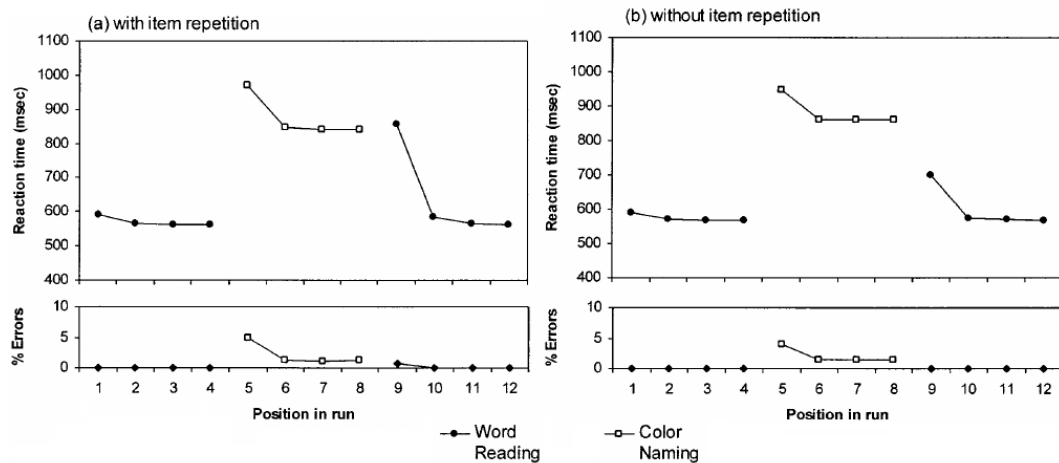 (a) with item repetition
1100
1000
900
800
700
600
500
400
Reaction time (msec)
10
5
0
% Errors
1 2 3 4 5 6 7 8 9 10 11 12
Position in run
(b) without item repetition
1100
1000
900
800
700
600
500
400
Reaction time (msec)
10
5
0
% Errors
1 2 3 4 5 6 7 8 9 10 11 12
Position in run
Word
Reading
Color
Naming